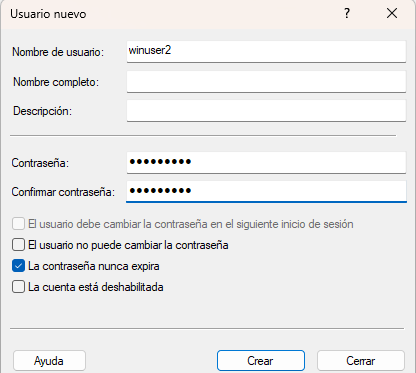 Usuario nuevo ? ×
Nombre de usuario: winuser2
Nombre completo:
Descripción:
Contraseña: •••••••••
Confirmar contraseña: •••••••••
El usuario debe cambiar la contraseña en el siguiente inicio de sesión
El usuario no puede cambiar la contraseña
La contraseña nunca expira
La cuenta está deshabilitada
Ayuda Crear Cerrar